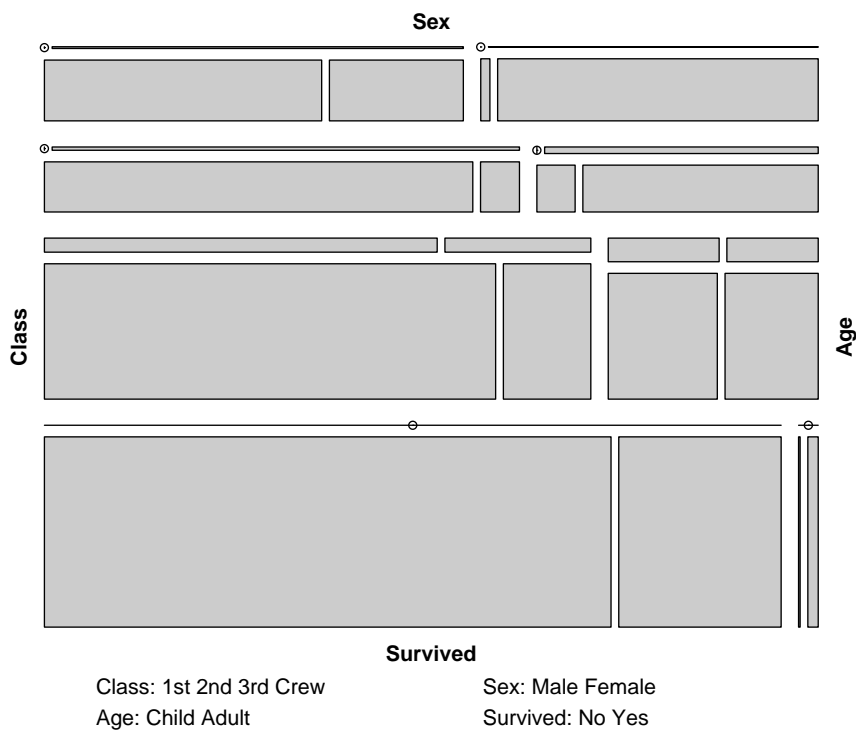 Sex
Class
Age
Survived
Class: 1st 2nd 3rd Crew
Sex: Male Female
Age: Child Adult
Survived: No Yes